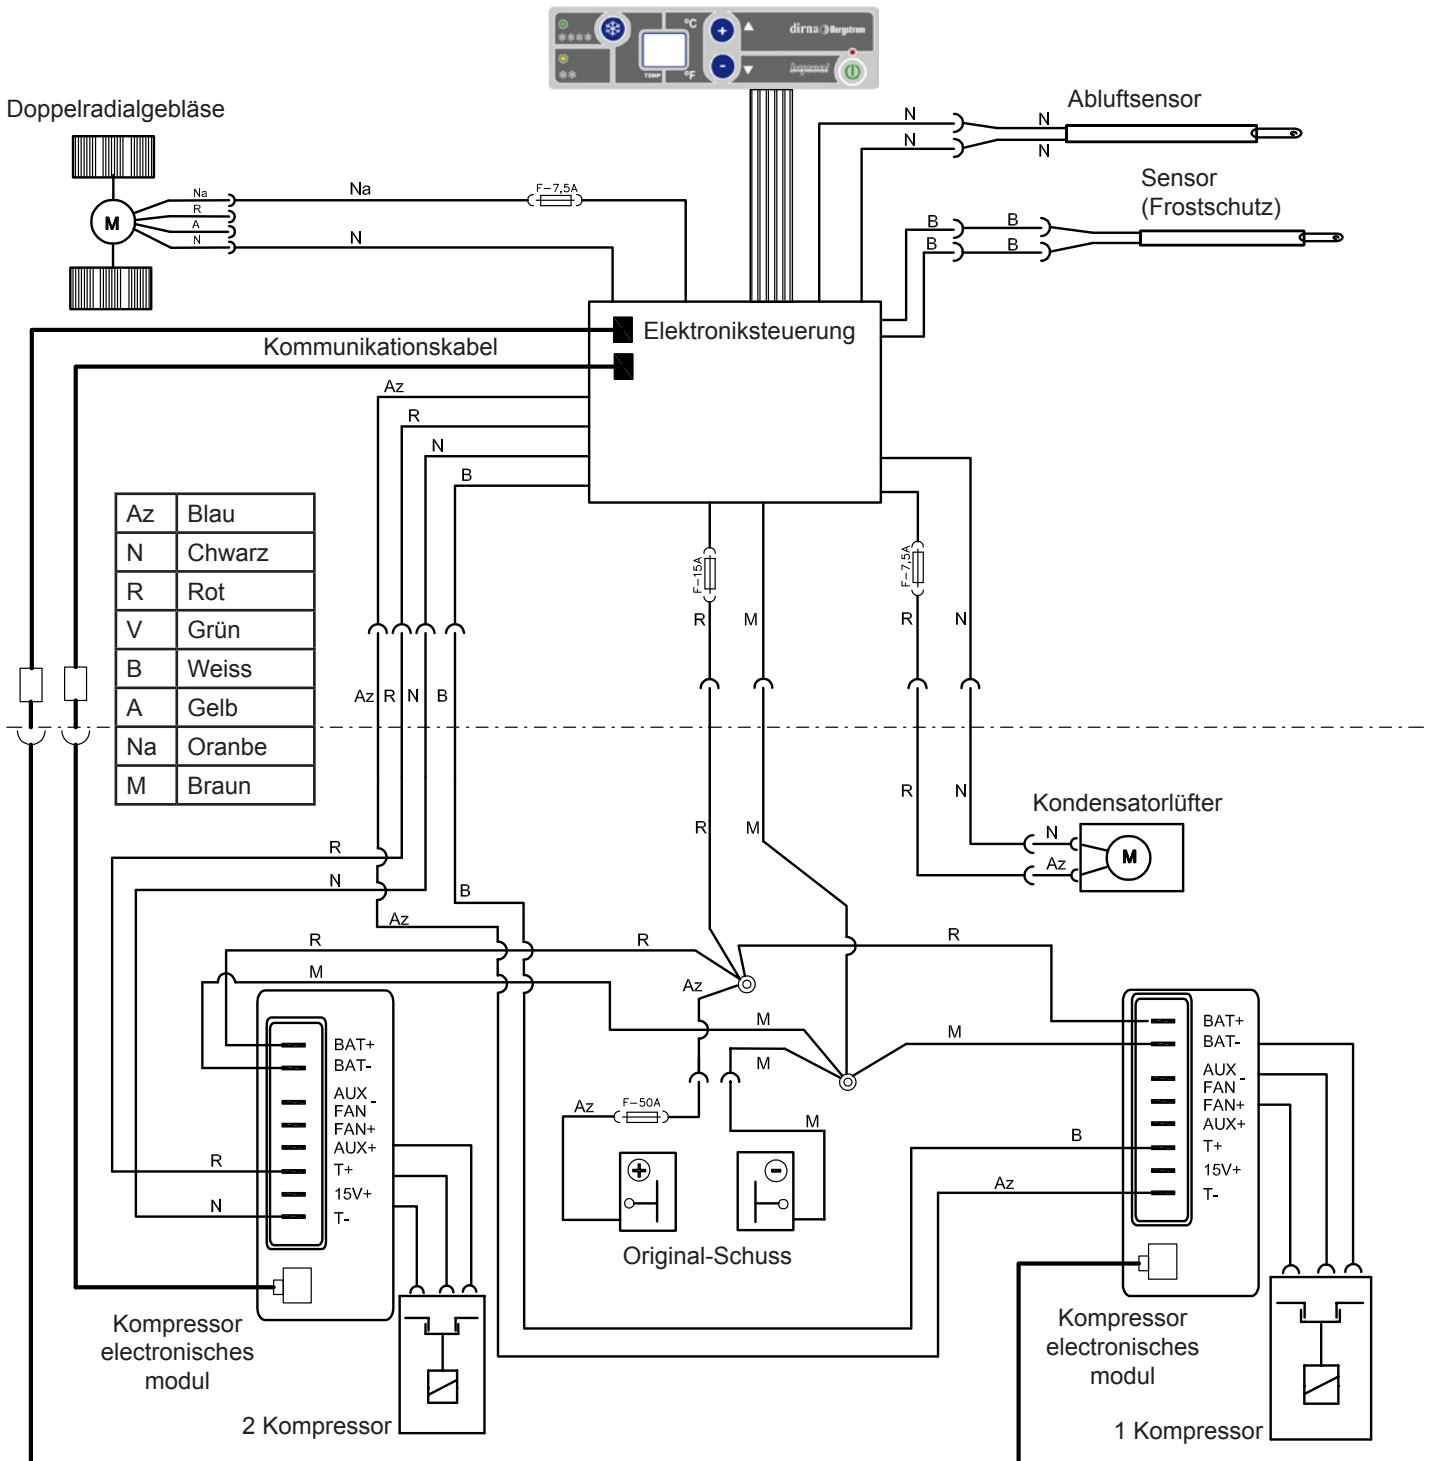 °C
°F
TEMP
+
-
dirna Bergstrom
Doppelradialgebläse
M
Na
R
A
N
Na
N
F-7,5A
N
N
N
N
Abluftsensor
Sensor
(Frostschutz)
B
B
B
B
Elektroniksteuerung
Kommunikationskabel
Az
R
N
B
Az Blau
N Chwarz
R Rot
V Grün
B Weiss
A Gelb
Na Oranbe
M Braun
F-15A
F-7,5A
R
M
R
N
Az
R
N
B
R
M
R
N
Kondensatorlüfter
N
Az
M
R
N
B
Az
R
R
R
M
Az
M
M
M
BAT+
BAT-
AUX -
FAN
FAN+
AUX+
T+
15V+
T-
R
N
Az
F-50A
M
+
-
Original-Schuss
B
Az
BAT+
BAT-
AUX -
FAN
FAN+
AUX+
T+
15V+
T-
Kompressor
electronisches
modul
2 Kompressor
Kompressor
electronisches
modul
1 Kompressor